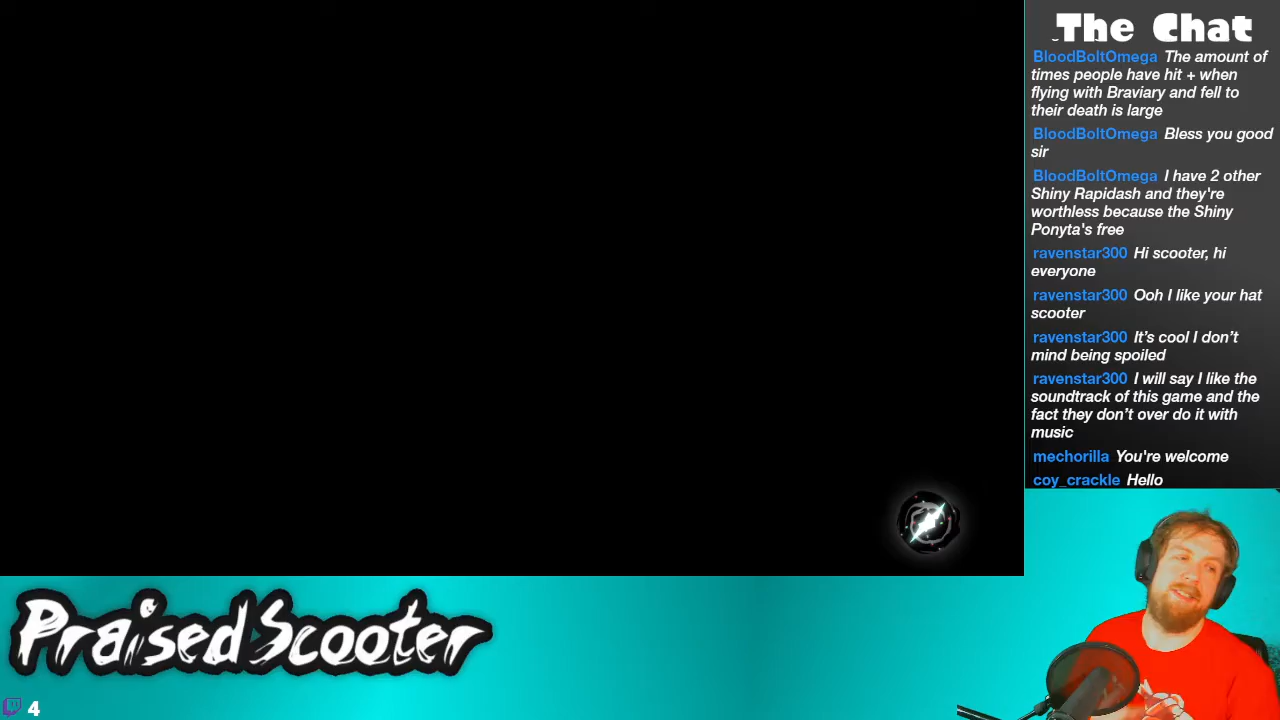 The Chat
BloodBoltOmega The amount of
times people have hit + when
flying with Braviary and fell to
their death is large
BloodBoltOmega Bless you good
sir
BloodBoltOmega I have 2 other
Shiny Rapidash and they're
worthless because the Shiny
Ponyta's free
ravenstar300 Hi scooter, hi
everyone
ravenstar300 Ooh I like your hat
scooter
ravenstar300 It’s cool I don’t
mind being spoiled
ravenstar300 I will say I like the
soundtrack of this game and the
fact they don’t over do it with
music
mechorilla You're welcome
coy_crackle Hello
PraisedScooter
4